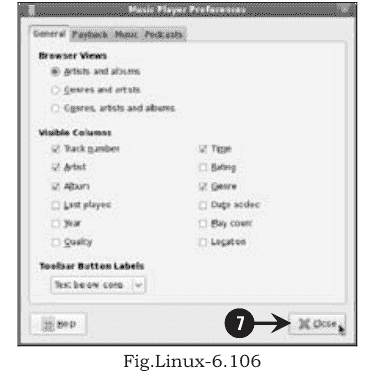 Music Player Preferences
General Playback Music Podcasts
Browser Views
Artists and albums
Genres and artists
Genres, artists and albums
Visible Columns
Track number
Time
Artist
Rating
Album
Genre
Last played
Date added
Year
Play count
Quality
Location
Toolbar Button Labels
Text below icons
Help
7
Close
Fig.Linux-6.106